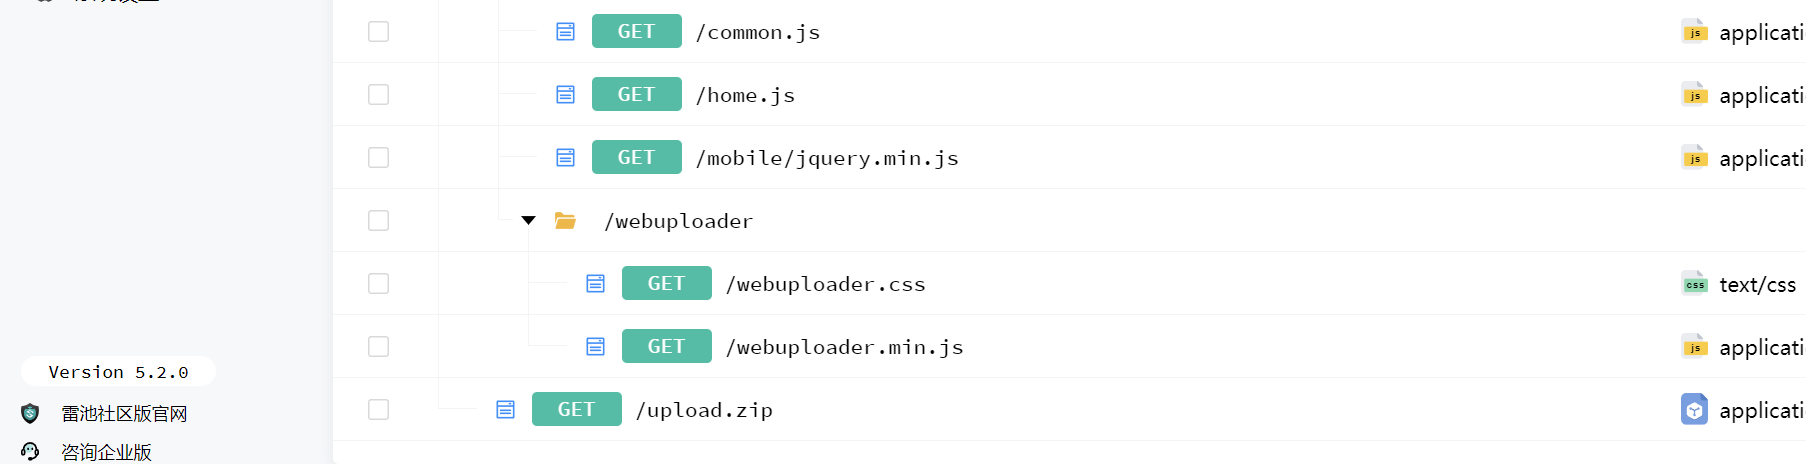 GET /common.js js applicati
GET /home.js js applicati
GET /mobile/jquery.min.js js applicati
/webuploader
GET /webuploader.css css text/css
GET /webuploader.min.js js applicati
GET /upload.zip applicati
Version 5.2.0
雷池社区版官网
咨询企业版